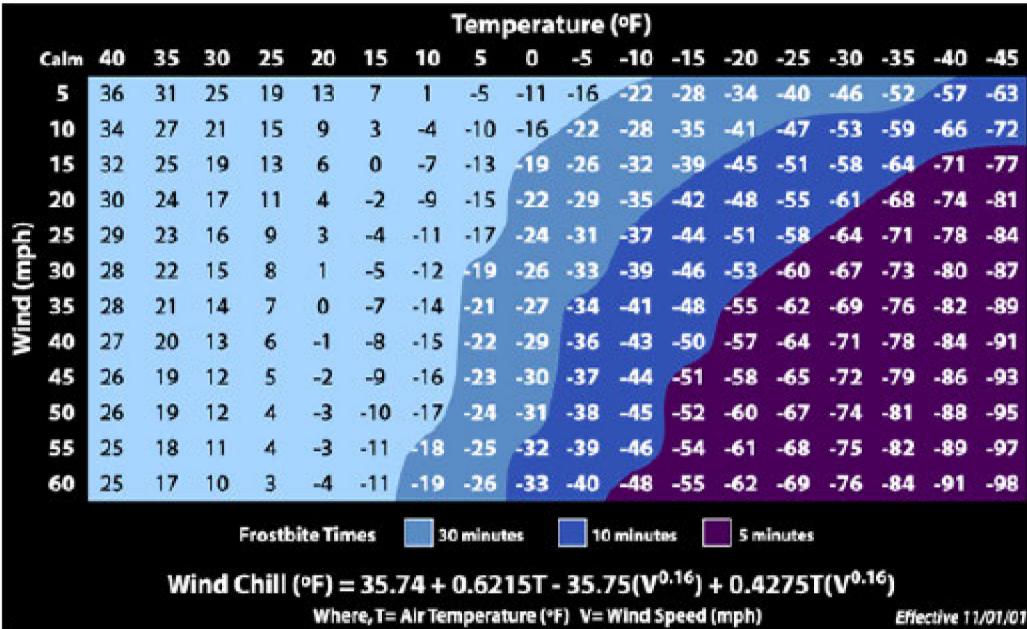 Temperature (ºF)
Calm 40 35 30 25 20 15 10 5 0 -5 -10 -15 -20 -25 -30 -35 -40 -45
5 36 31 25 19 13 7 1 -5 -11 -16 -22 -28 -34 -40 -46 -52 -57 -63
10 34 27 21 15 9 3 -4 -10 -16 -22 -28 -35 -41 -47 -53 -59 -66 -72
15 32 25 19 13 6 0 -7 -13 -19 -26 -32 -39 -45 -51 -58 -64 -71 -77
20 30 24 17 11 4 -2 -9 -15 -22 -29 -35 -42 -48 -55 -61 -68 -74 -81
25 29 23 16 9 3 -4 -11 -17 -24 -31 -37 -44 -51 -58 -64 -71 -78 -84
30 28 22 15 8 1 -5 -12 -19 -26 -33 -39 -46 -53 -60 -67 -73 -80 -87
35 28 21 14 7 0 -7 -14 -21 -27 -34 -41 -48 -55 -62 -69 -76 -82 -89
40 27 20 13 6 -1 -8 -15 -22 -29 -36 -43 -50 -57 -64 -71 -78 -84 -91
45 26 19 12 5 -2 -9 -16 -23 -30 -37 -44 -51 -58 -65 -72 -79 -86 -93
50 26 19 12 4 -3 -10 -17 -24 -31 -38 -45 -52 -60 -67 -74 -81 -88 -95
55 25 18 11 4 -3 -11 -18 -25 -32 -39 -46 -54 -61 -68 -75 -82 -89 -97
60 25 17 10 3 -4 -11 -19 -26 -33 -40 -48 -55 -62 -69 -76 -84 -91 -98
Wind (mph)
Frostbite Times 30 minutes 10 minutes 5 minutes
Wind Chill (ºF) = 35.74 + 0.6215T - 35.75(V^0.16) + 0.4275T(V^0.16)
Where, T= Air Temperature (ºF) V= Wind Speed (mph)
Effective 11/01/01